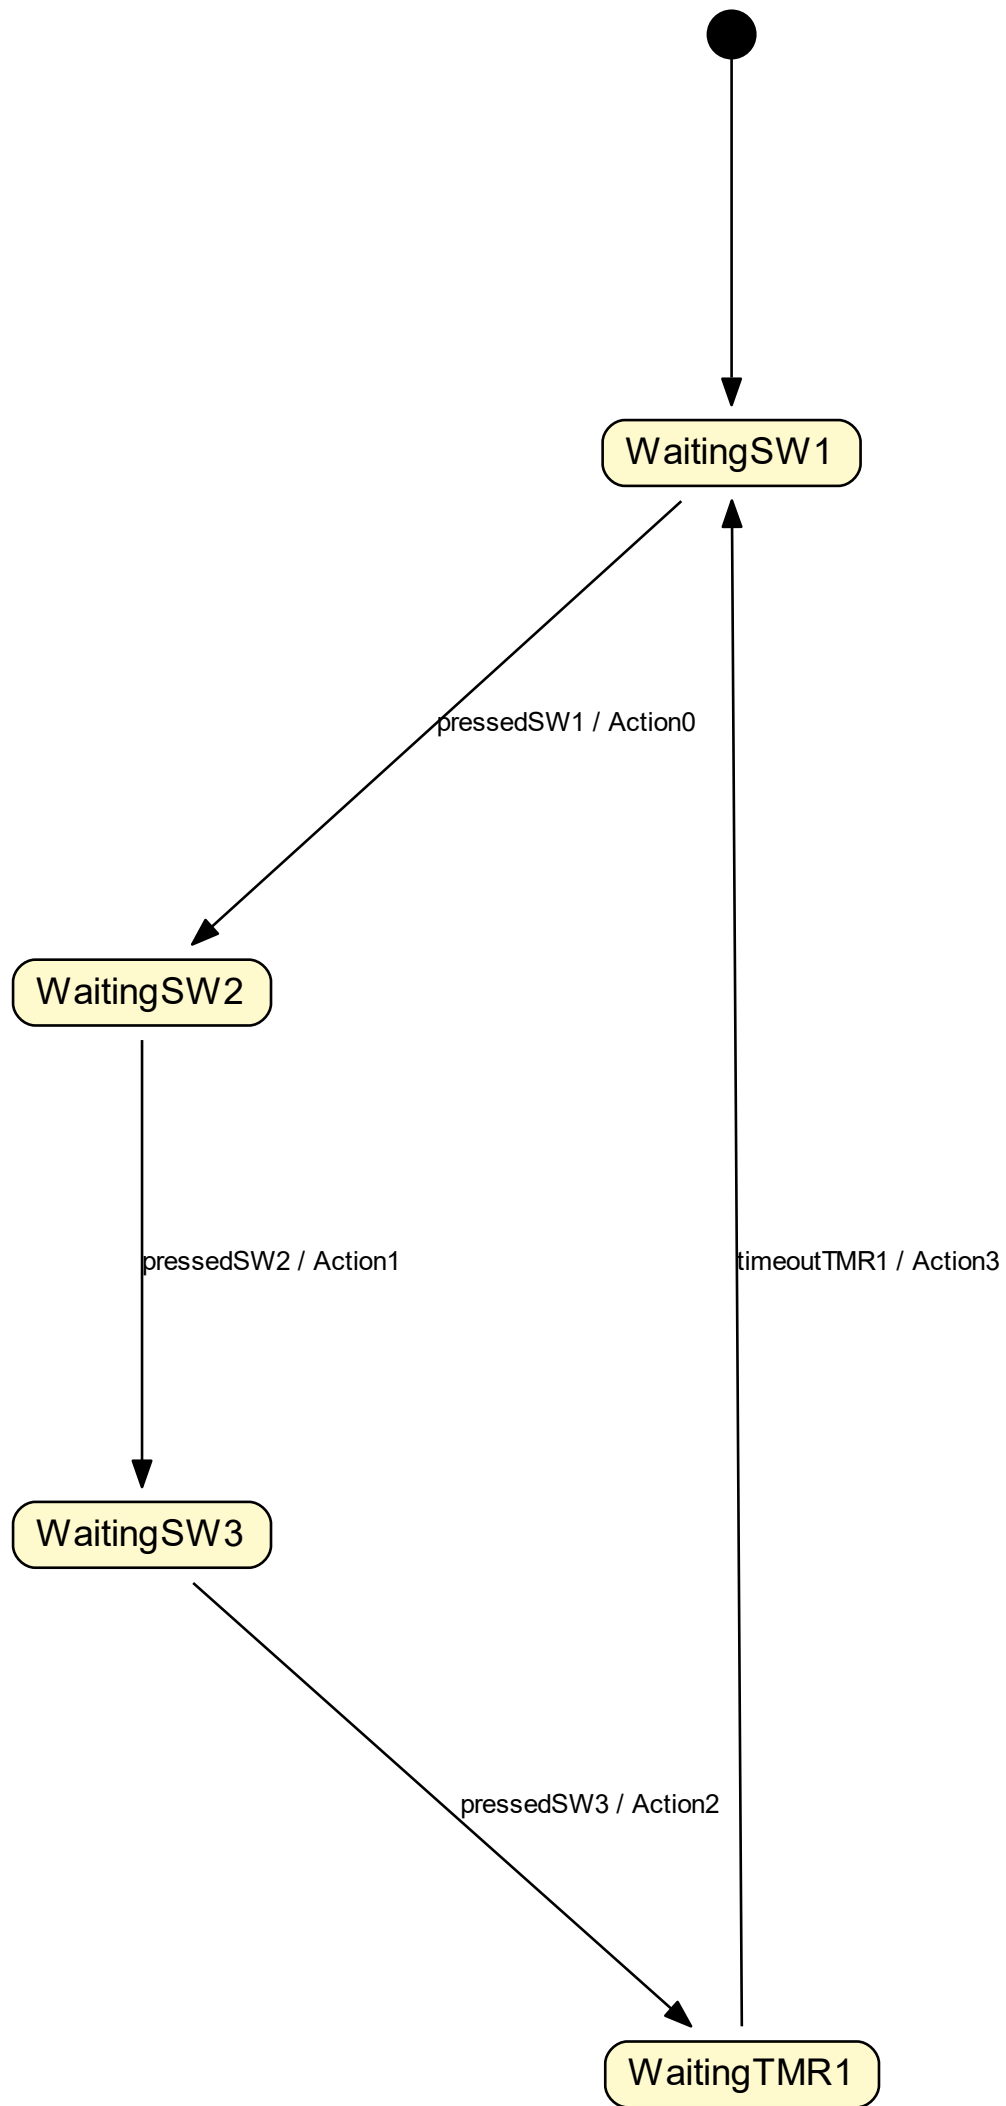 WaitingSW1
pressedSW1 / Action0
WaitingSW2
pressedSW2 / Action1
timeoutTMR1 / Action3
WaitingSW3
pressedSW3 / Action2
WaitingTMR1